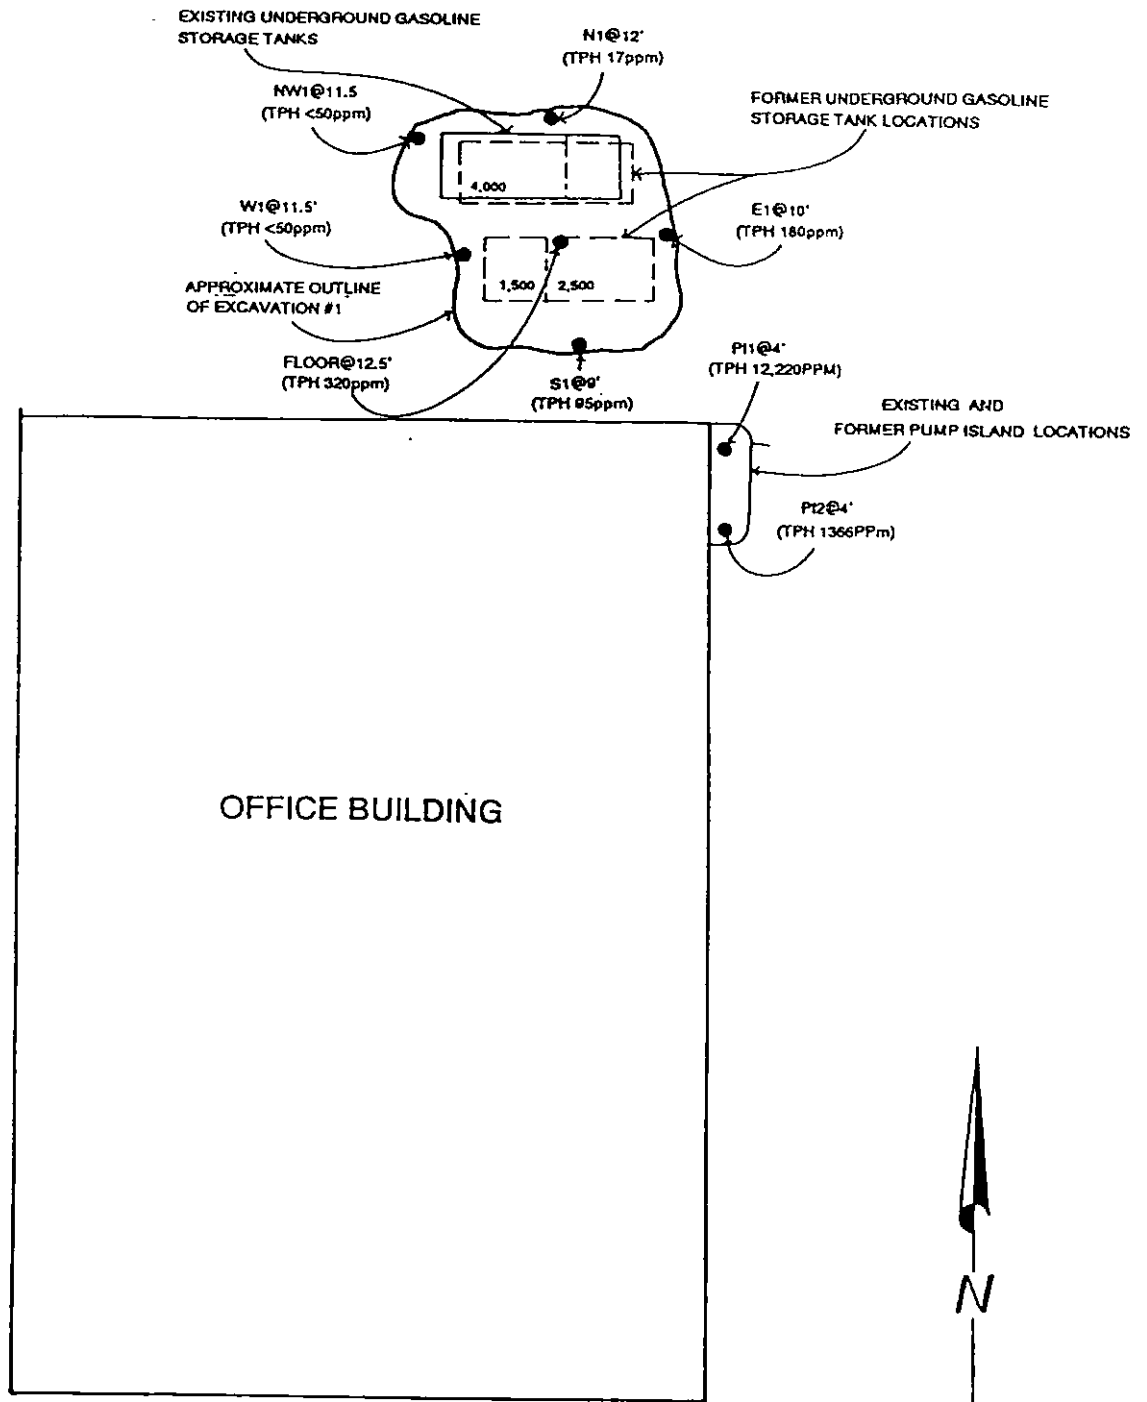 EXISTING UNDERGROUND GASOLINE
STORAGE TANKS
N1@12'
(TPH 17ppm)
NW1@11.5
(TPH <50ppm)
FORMER UNDERGROUND GASOLINE
STORAGE TANK LOCATIONS
4,000
W1@11.5'
(TPH <50ppm)
E1@10'
(TPH 180ppm)
APPROXIMATE OUTLINE
OF EXCAVATION #1
1,500
2,500
FLOOR@12.5'
(TPH 320ppm)
S1@9'
(TPH 95ppm)
PI1@4'
(TPH 12,220PPM)
EXISTING AND
FORMER PUMP ISLAND LOCATIONS
PI2@4'
(TPH 1366PPm)
OFFICE BUILDING
N